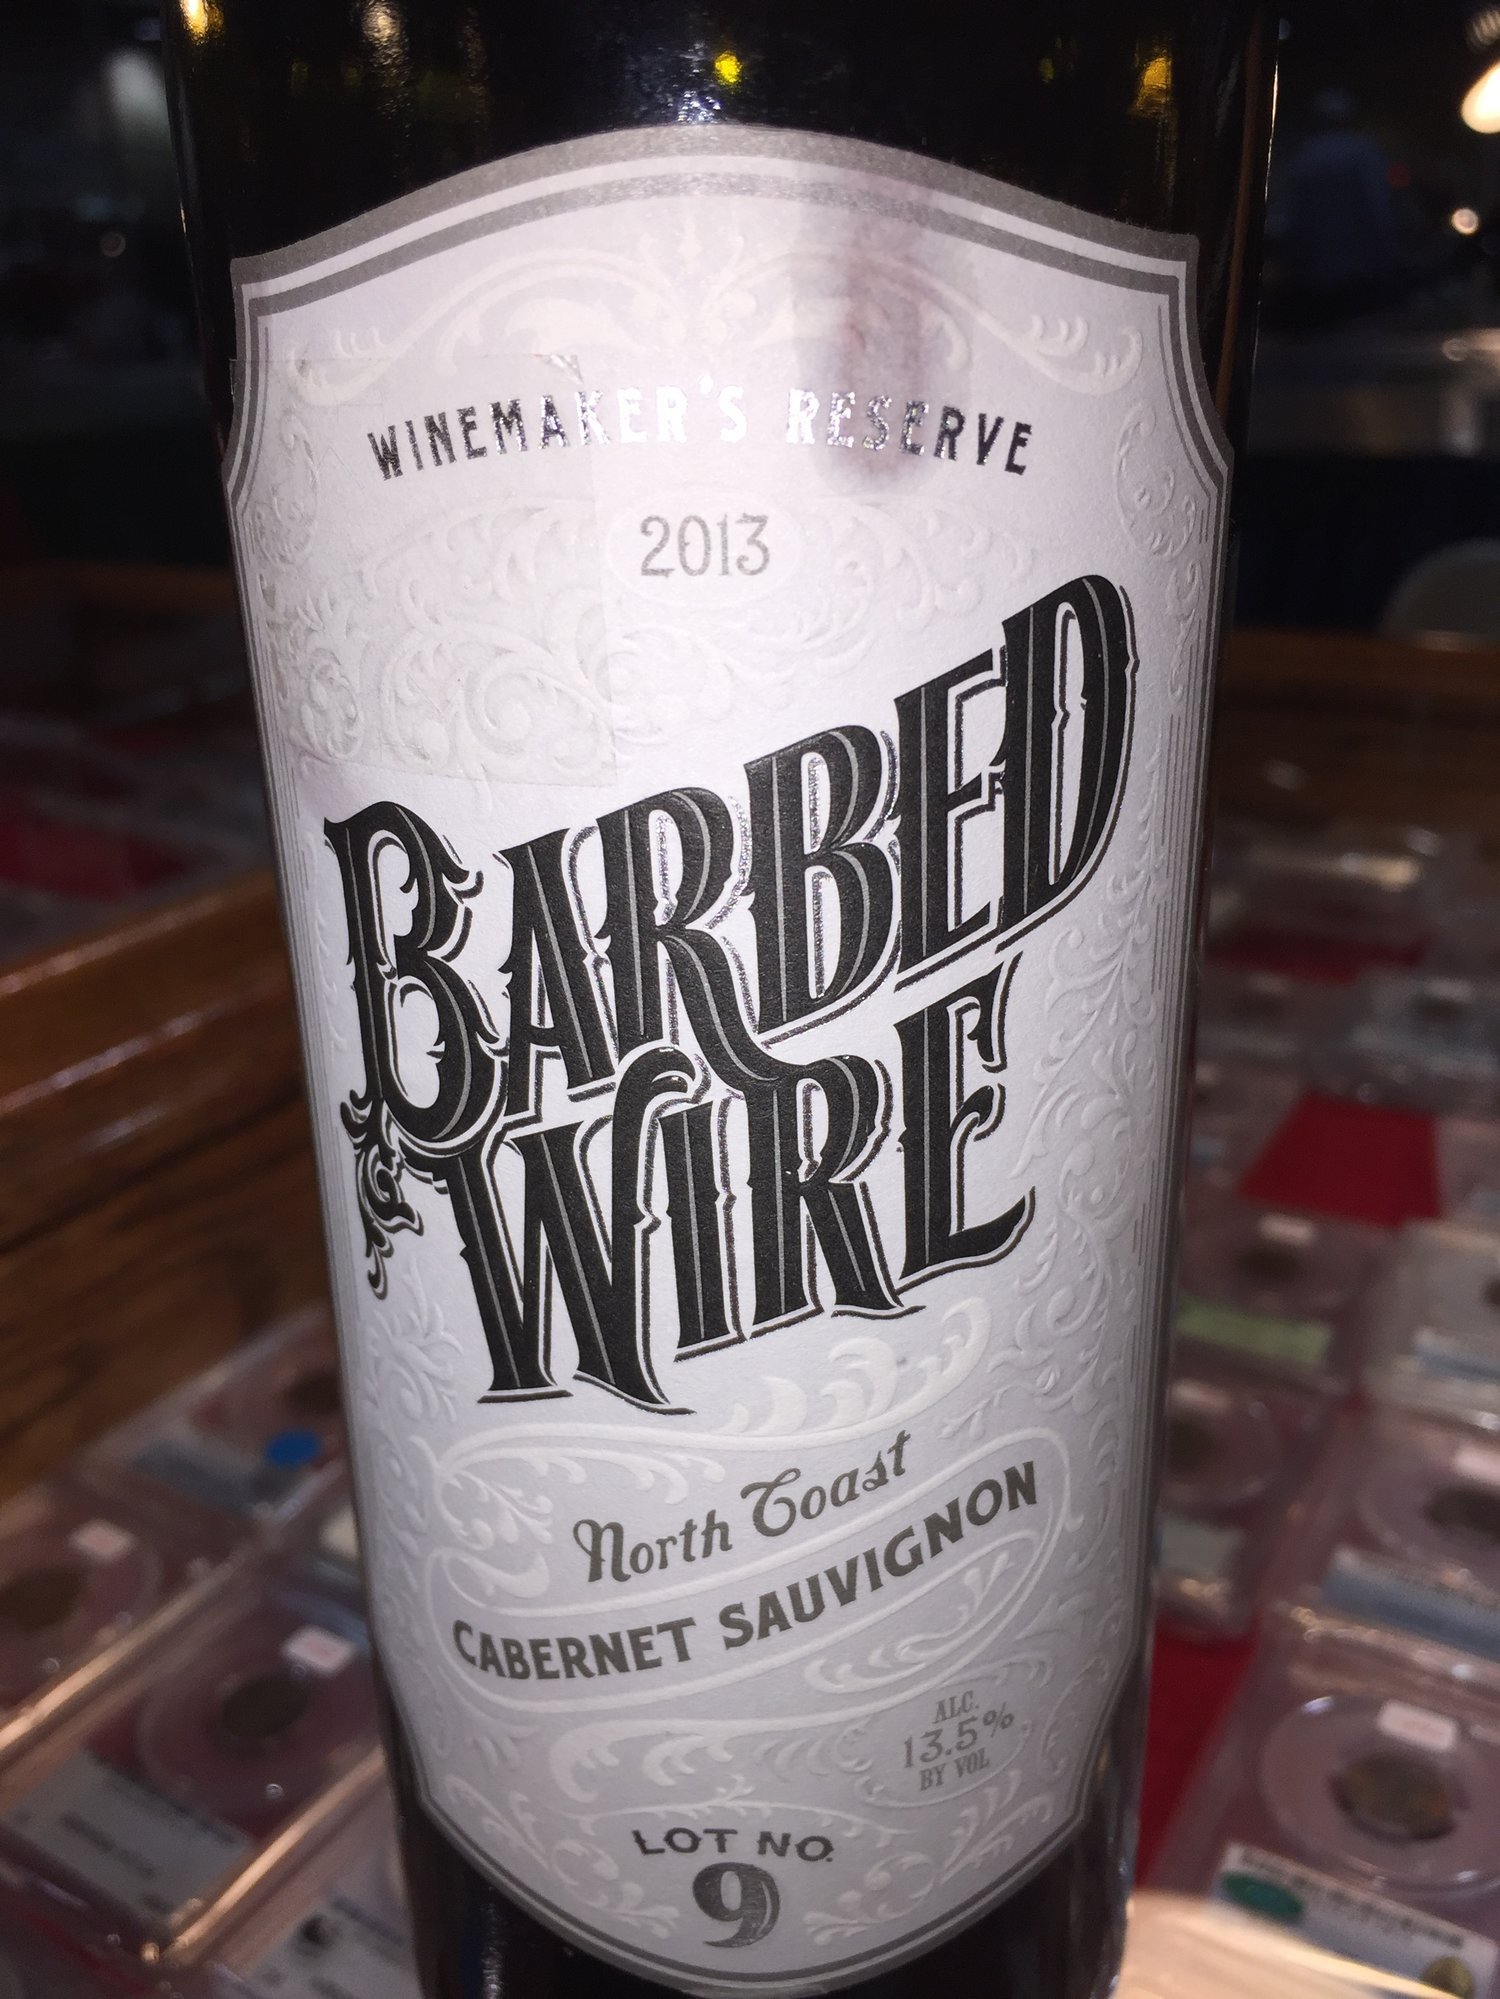 WINEMAKER'S RESERVE
2013
BARBED
WIRE
North Coast
CABERNET SAUVIGNON
ALC.
13.5%
BY VOL
LOT NO.
9